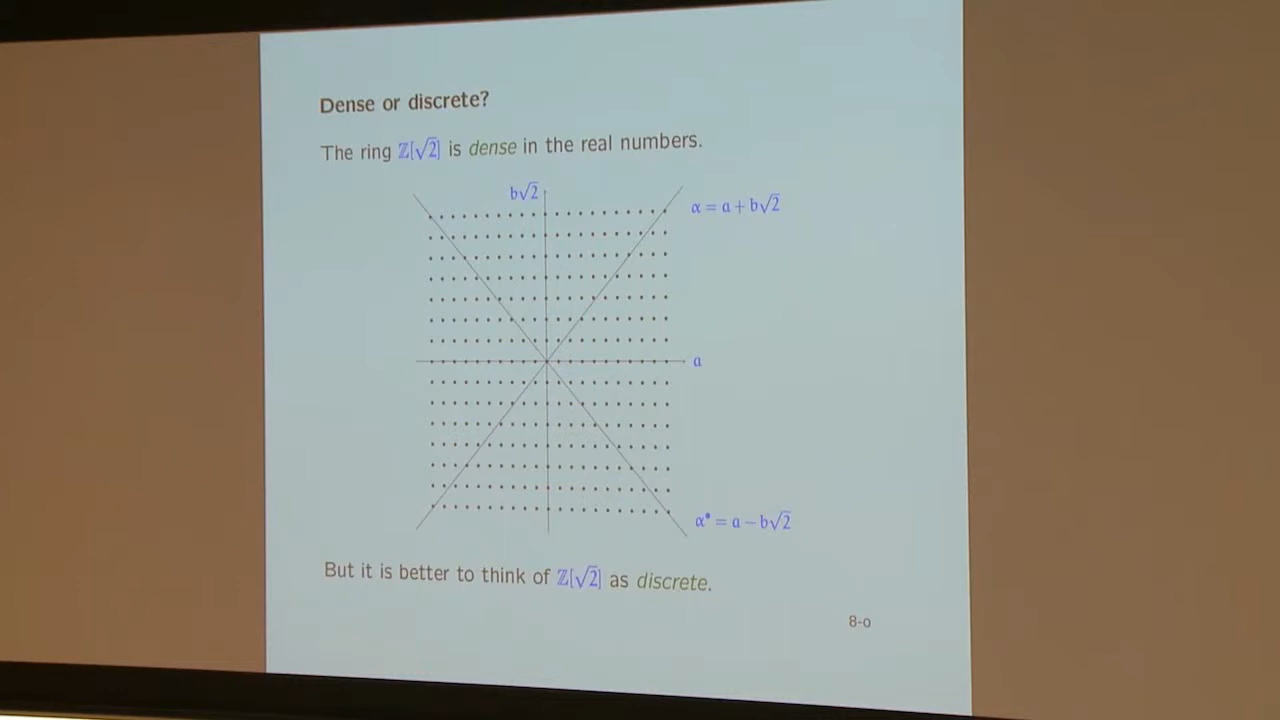 Dense or discrete?
The ring ℤ[√2] is dense in the real numbers.
b√2
α = a + b√2
a
α• = a − b√2
But it is better to think of ℤ[√2] as discrete.
8-o